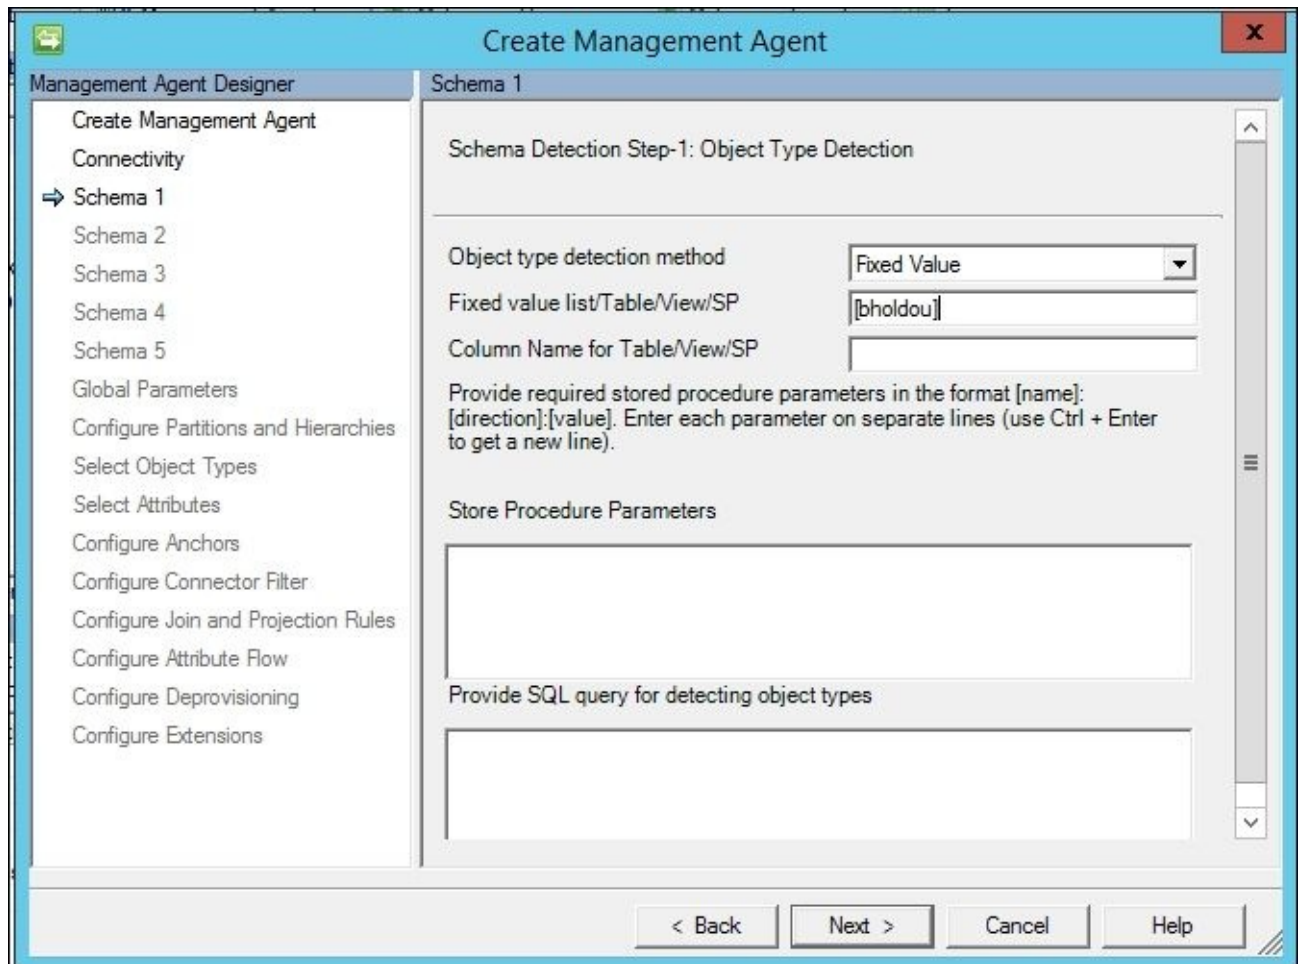 Create Management Agent
x
Management Agent Designer
Schema 1
Create Management Agent
Connectivity
Schema 1
Schema 2
Schema 3
Schema 4
Schema 5
Global Parameters
Configure Partitions and Hierarchies
Select Object Types
Select Attributes
Configure Anchors
Configure Connector Filter
Configure Join and Projection Rules
Configure Attribute Flow
Configure Deprovisioning
Configure Extensions
Schema Detection Step-1: Object Type Detection
Object type detection method
Fixed Value
Fixed value list/Table/View/SP
[bholdou]
Column Name for Table/View/SP
Provide required stored procedure parameters in the format [name]:
[direction]:[value]. Enter each parameter on separate lines (use Ctrl + Enter
to get a new line).
Store Procedure Parameters
Provide SQL query for detecting object types
< Back
Next >
Cancel
Help